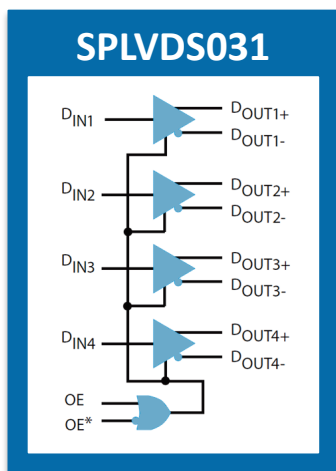 SPLVDS031
DIN1
DOUT1+
DOUT1-
DIN2
DOUT2+
DOUT2-
DIN3
DOUT3+
DOUT3-
DIN4
DOUT4+
DOUT4-
OE
OE*